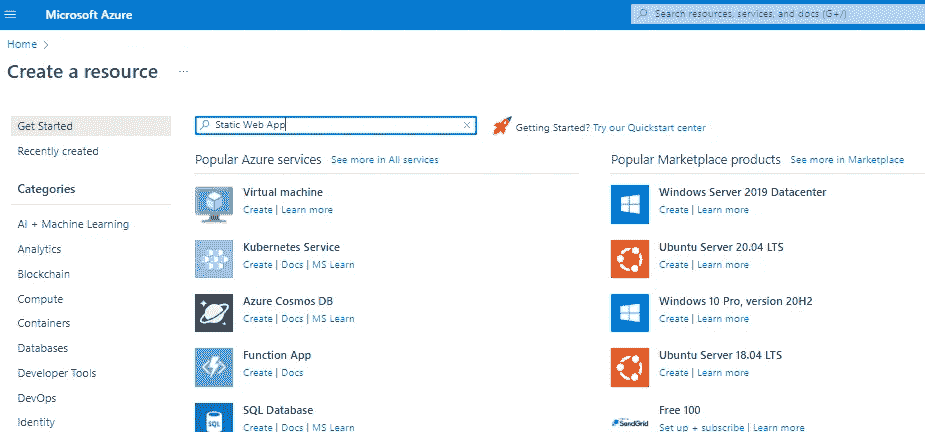 Microsoft Azure
Search resources, services, and docs (G+/)
Home >
Create a resource ...
Get Started
Recently created
Categories
AI + Machine Learning
Analytics
Blockchain
Compute
Containers
Databases
Developer Tools
DevOps
Identity
Static Web App
Getting Started? Try our Quickstart center
Popular Azure services See more in All services
Virtual machine
Create | Learn more
Kubernetes Service
Create | Docs | MS Learn
Azure Cosmos DB
Create | Docs | MS Learn
Function App
Create | Docs
SQL Database
Create | Docs | MS Learn
Popular Marketplace products See more in Marketplace
Windows Server 2019 Datacenter
Create | Learn more
Ubuntu Server 20.04 LTS
Create | Learn more
Windows 10 Pro, version 20H2
Create | Learn more
Ubuntu Server 18.04 LTS
Create | Learn more
SendGrid
Free 100
Set up + subscribe | Learn more